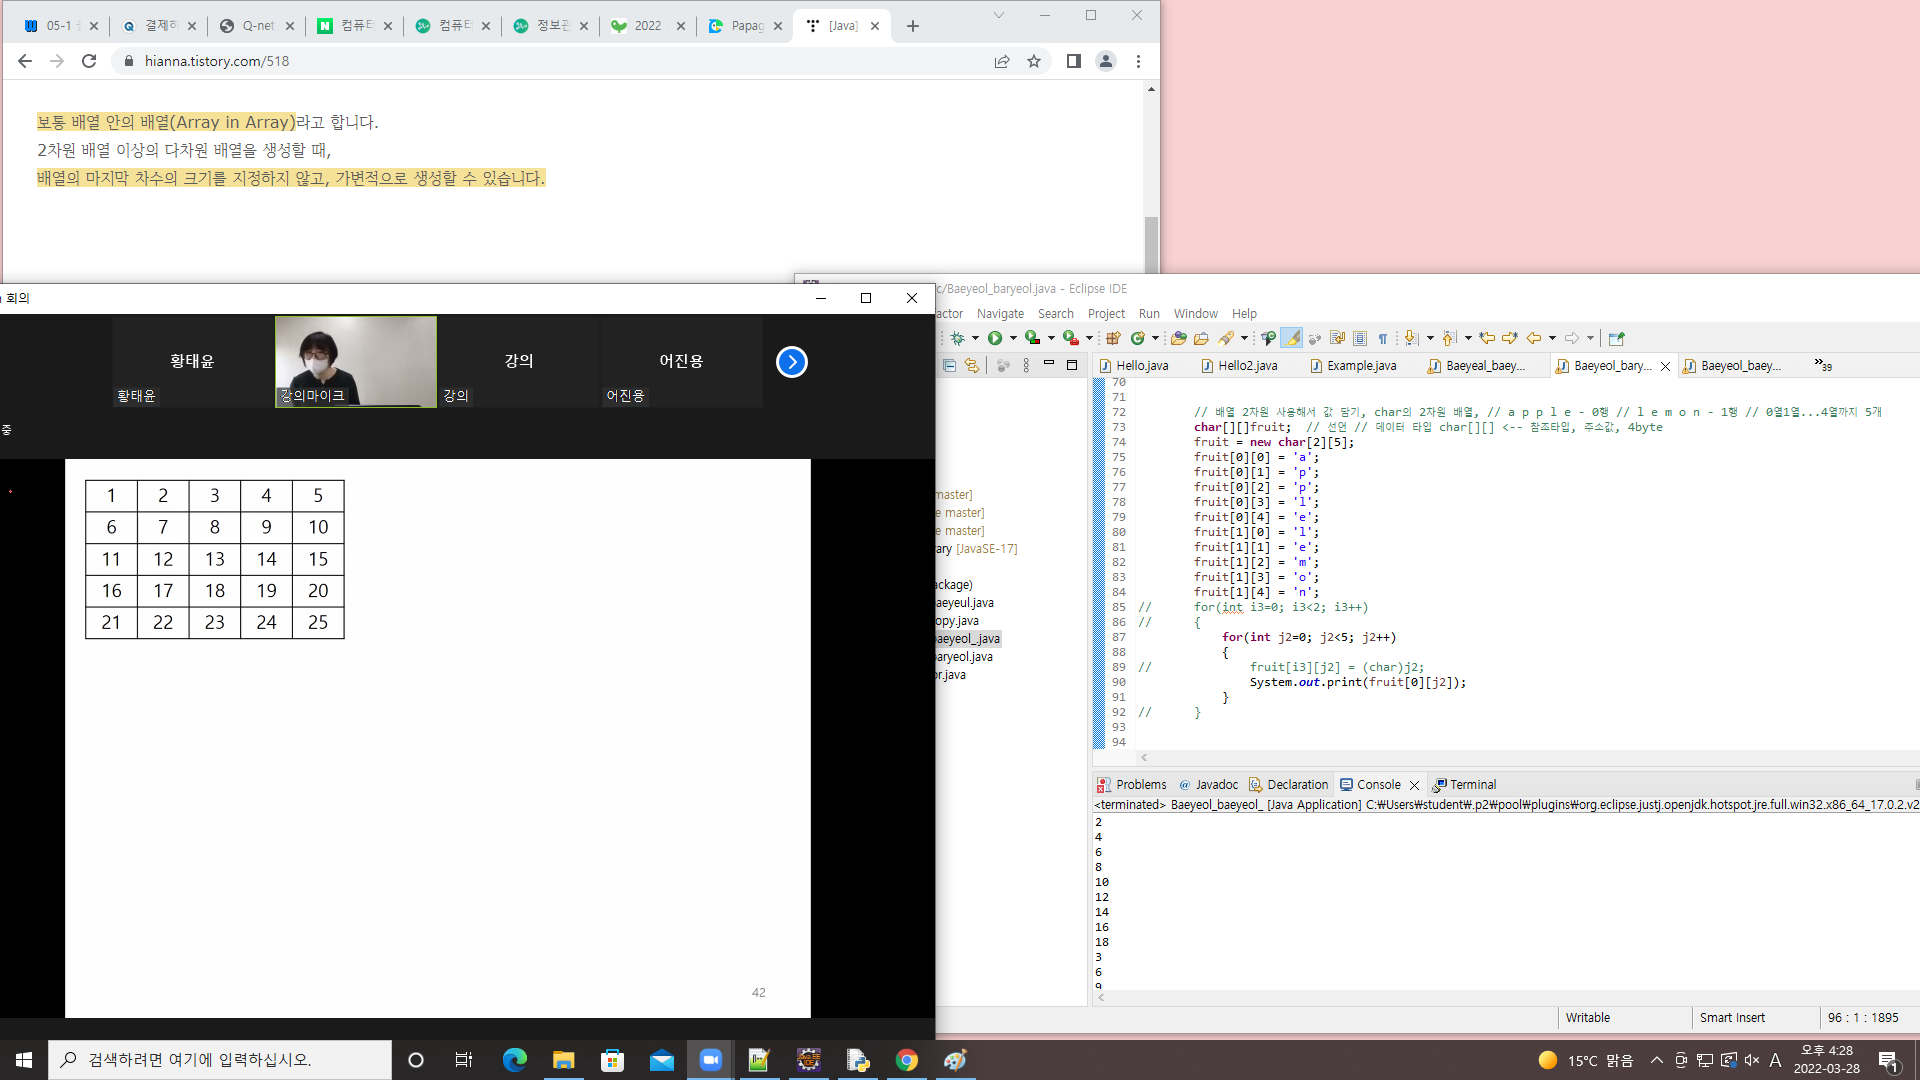 05-1
결제하
Q-net
컴퓨터
컴퓨터
정보관
2022
Papag
[Java]
hianna.tistory.com/518
보통 배열 안의 배열(Array in Array)라고 합니다.
2차원 배열 이상의 다차원 배열을 생성할 때,
배열의 마지막 차수의 크기를 지정하지 않고, 가변적으로 생성할 수 있습니다.
회의
황태윤
강의
어진용
황태윤
강의마이크
강의
어진용
중
1 2 3 4 5
6 7 8 9 10
11 12 13 14 15
16 17 18 19 20
21 22 23 24 25
42
c/Baeyeol_baryeol.java - Eclipse IDE
actor Navigate Search Project Run Window Help
Hello.java
Hello2.java
Example.java
Baeyeal_baey...
Baeyeol_bary...
Baeyeol_baey...
»39
master]
e master]
e master]
rary [JavaSE-17]
ackage)
aeyeul.java
opy.java
baeyeol_.java
baryeol.java
or.java
70
71
72 // 배열 2차원 사용해서 값 담기, char의 2차원 배열, // a p p l e - 0행 // l e m o n - 1행 // 0열1열...4열까지 5개
73 char[][]fruit; // 선언 // 데이터 타입 char[][] <-- 참조타입, 주소값, 4byte
74 fruit = new char[2][5];
75 fruit[0][0] = 'a';
76 fruit[0][1] = 'p';
77 fruit[0][2] = 'p';
78 fruit[0][3] = 'l';
79 fruit[0][4] = 'e';
80 fruit[1][0] = 'l';
81 fruit[1][1] = 'e';
82 fruit[1][2] = 'm';
83 fruit[1][3] = 'o';
84 fruit[1][4] = 'n';
85 // for(int i3=0; i3<2; i3++)
86 // {
87 for(int j2=0; j2<5; j2++)
88 {
89 // fruit[i3][j2] = (char)j2;
90 System.out.print(fruit[0][j2]);
91 }
92 // }
93
94
Problems @ Javadoc Declaration Console Terminal
<terminated> Baeyeol_baeyeol_ [Java Application] C:₩Users₩student₩.p2₩pool₩plugins₩org.eclipse.justj.openjdk.hotspot.jre.full.win32.x86_64_17.0.2.v2
2
4
6
8
10
12
14
16
18
3
6
9
Writable
Smart Insert
96 : 1 : 1895
검색하려면 여기에 입력하십시오.
15°C 맑음
A
오후 4:28
2022-03-28
1